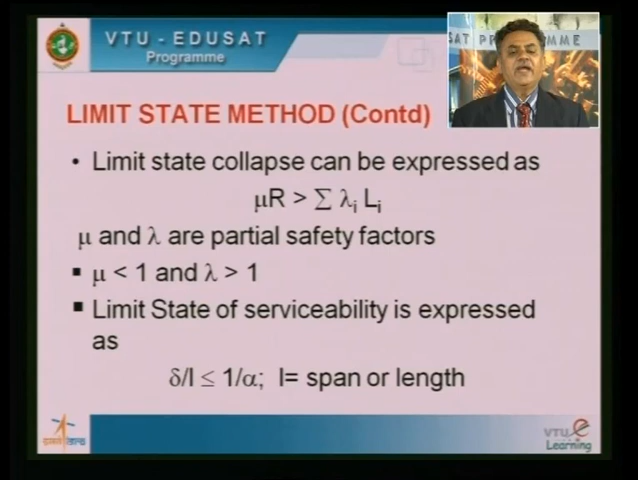 VTU - EDUSAT
Programme
SAT PR MME
LIMIT STATE METHOD (Contd)
• Limit state collapse can be expressed as
μR > Σ λi Li
μ and λ are partial safety factors
▪ μ < 1 and λ > 1
▪ Limit State of serviceability is expressed
as
δ/l ≤ 1/α; l= span or length
VTU e
Learning